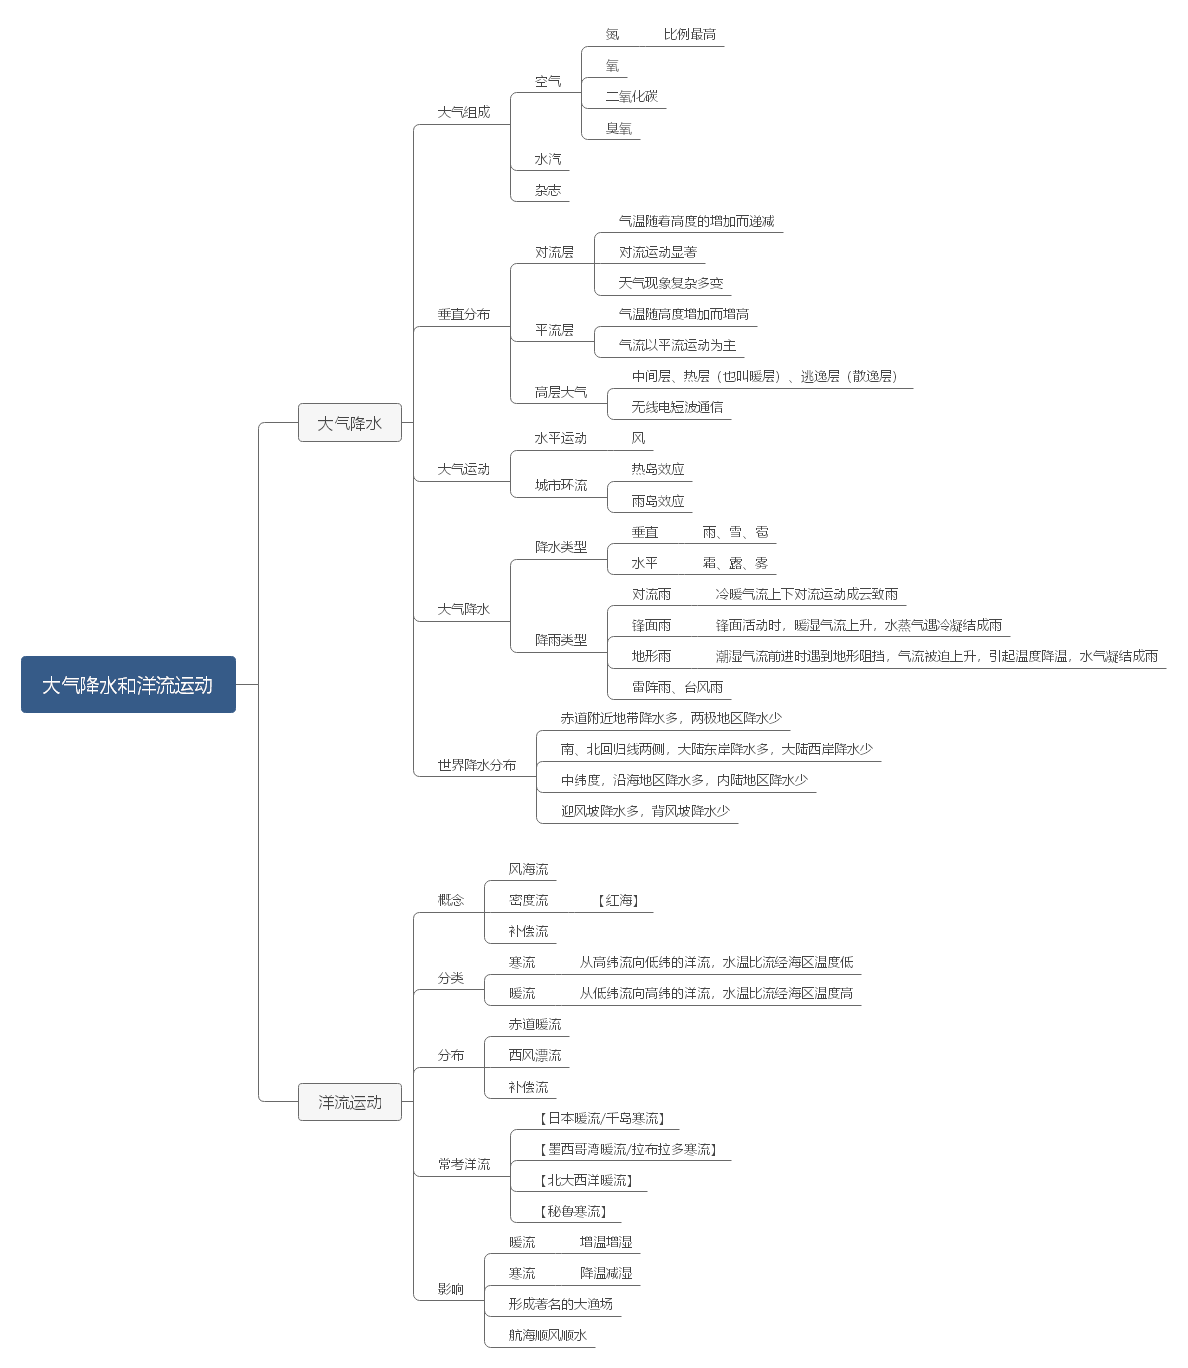 大气降水和洋流运动
大气降水
大气组成
空气
氮
比例最高
氧
二氧化碳
臭氧
水汽
杂志
垂直分布
对流层
气温随着高度的增加而递减
对流运动显著
天气现象复杂多变
平流层
气温随高度增加而增高
气流以平流运动为主
高层大气
中间层、热层（也叫暖层）、逃逸层（散逸层）
无线电短波通信
大气运动
水平运动
风
城市环流
热岛效应
雨岛效应
大气降水
降水类型
垂直
雨、雪、雹
水平
霜、露、雾
降雨类型
对流雨
冷暖气流上下对流运动成云致雨
锋面雨
锋面活动时，暖湿气流上升，水蒸气遇冷凝结成雨
地形雨
潮湿气流前进时遇到地形阻挡，气流被迫上升，引起温度降温，水气凝结成雨
雷阵雨、台风雨
世界降水分布
赤道附近地带降水多，两极地区降水少
南、北回归线两侧，大陆东岸降水多，大陆西岸降水少
中纬度，沿海地区降水多，内陆地区降水少
迎风坡降水多，背风坡降水少
洋流运动
概念
风海流
密度流
【红海】
补偿流
分类
寒流
从高纬流向低纬的洋流，水温比流经海区温度低
暖流
从低纬流向高纬的洋流，水温比流经海区温度高
分布
赤道暖流
西风漂流
补偿流
常考洋流
【日本暖流/千岛寒流】
【墨西哥湾暖流/拉布拉多寒流】
【北大西洋暖流】
【秘鲁寒流】
影响
暖流
增温增湿
寒流
降温减湿
形成著名的大渔场
航海顺风顺水